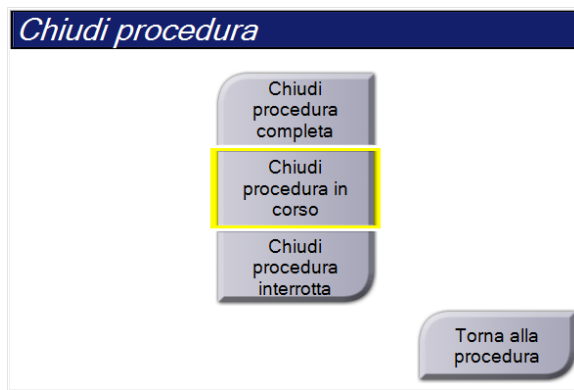 Chiudi procedura
Chiudi
procedura
completa
Chiudi
procedura in
corso
Chiudi
procedura
interrotta
Torna alla
procedura